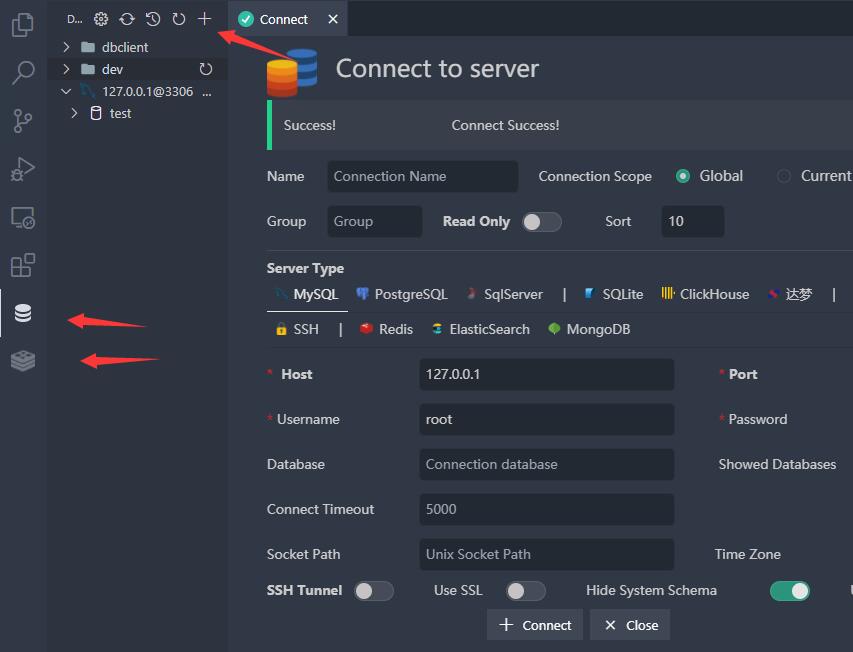 D...
Connect
dbclient
dev
127.0.0.1@3306 ...
test
Connect to server
Success! Connect Success!
Name Connection Name Connection Scope Global Current
Group Group Read Only Sort 10
Server Type
MySQL PostgreSQL SqlServer | SQLite ClickHouse 达梦 |
SSH | Redis ElasticSearch MongoDB
* Host 127.0.0.1 * Port
* Username root * Password
Database Connection database Showed Databases
Connect Timeout 5000
Socket Path Unix Socket Path Time Zone
SSH Tunnel Use SSL Hide System Schema
Connect Close